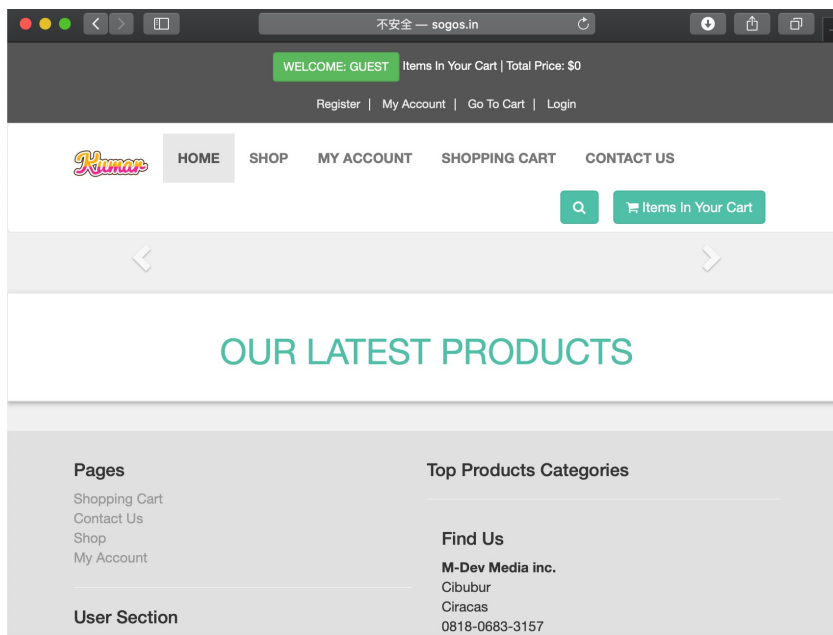 不安全 — sogos.in
WELCOME: GUEST Items In Your Cart | Total Price: $0
Register | My Account | Go To Cart | Login
Kumar HOME SHOP MY ACCOUNT SHOPPING CART CONTACT US
Items In Your Cart
OUR LATEST PRODUCTS
Pages
Shopping Cart
Contact Us
Shop
My Account
User Section
Top Products Categories
Find Us
M-Dev Media inc.
Cibubur
Ciracas
0818-0683-3157